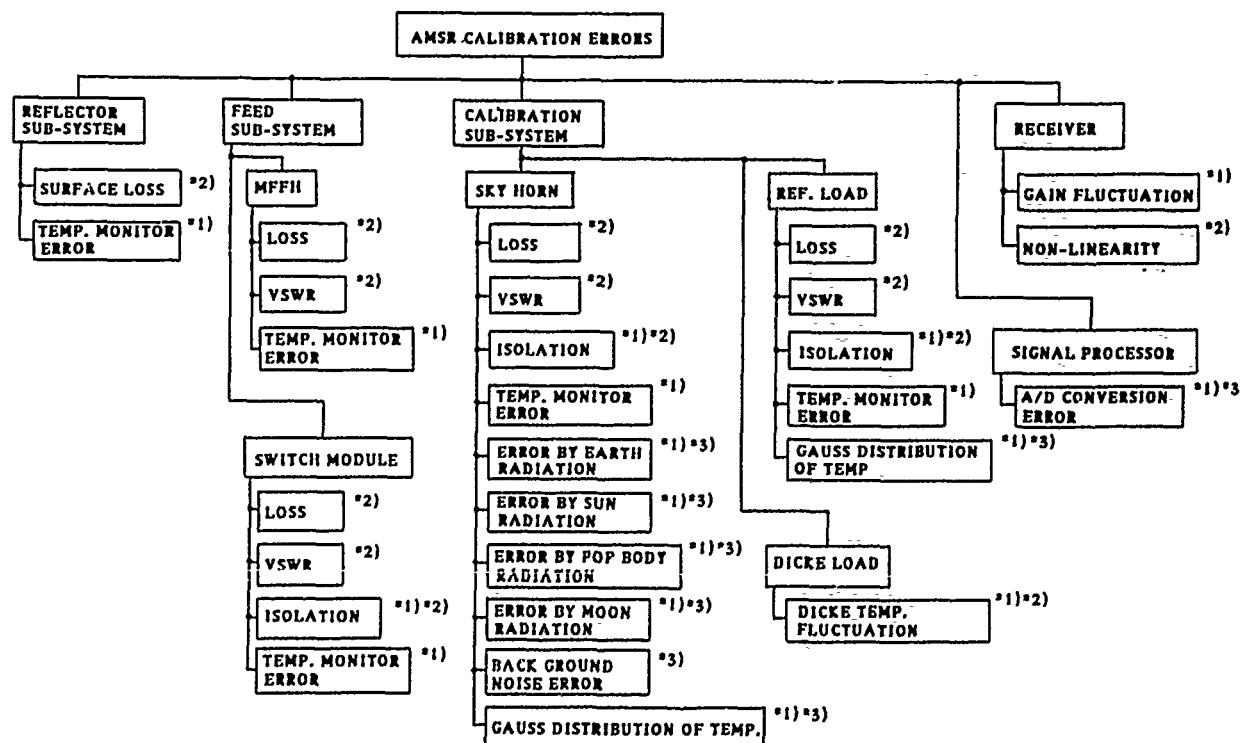 AMSR CALIBRATION ERRORS
REFLECTOR
SUB-SYSTEM
SURFACE LOSS *2)
TEMP. MONITOR
ERROR *1)
FEED
SUB-SYSTEM
MFFH
LOSS *2)
VSWR *2)
TEMP. MONITOR
ERROR *1)
SWITCH MODULE
LOSS *2)
VSWR *2)
ISOLATION *1)*2)
TEMP. MONITOR
ERROR *1)
CALIBRATION
SUB-SYSTEM
SKY HORN
LOSS *2)
VSWR *2)
ISOLATION *1)*2)
TEMP. MONITOR
ERROR *1)
ERROR BY EARTH
RADIATION *1)*3)
ERROR BY SUN
RADIATION *1)*3)
ERROR BY POP BODY
RADIATION *1)*3)
ERROR BY MOON
RADIATION *1)*3)
BACK GROUND
NOISE ERROR *3)
GAUSS DISTRIBUTION OF TEMP. *1)*3)
REF. LOAD
LOSS *2)
VSWR *2)
ISOLATION *1)*2)
TEMP. MONITOR
ERROR *1)
GAUSS DISTRIBUTION
OF TEMP *1)*3)
DICKE LOAD
DICKE TEMP.
FLUCTUATION *1)*2)
RECEIVER
GAIN FLUCTUATION *1)
NON-LINEARITY *2)
SIGNAL PROCESSOR
A/D CONVERSION
ERROR *1)*3